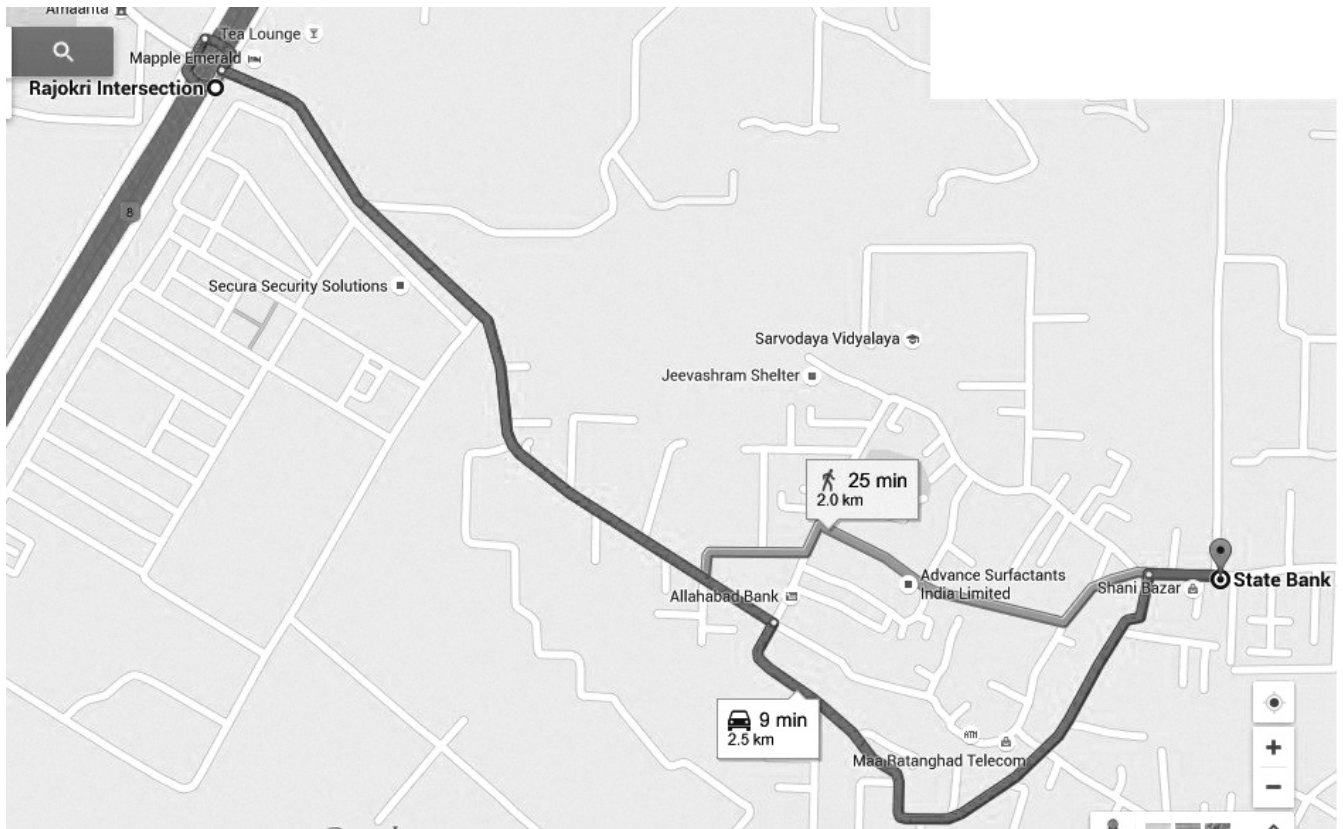 Amaanta
Tea Lounge
Mapple Emerald
Rajokri Intersection
8
Secura Security Solutions
Sarvodaya Vidyalaya
Jeevashram Shelter
25 min
2.0 km
Advance Surfactants
India Limited
Allahabad Bank
Shani Bazar
State Bank
9 min
2.5 km
ATM
Maa Ratanghad Telecom
+
−